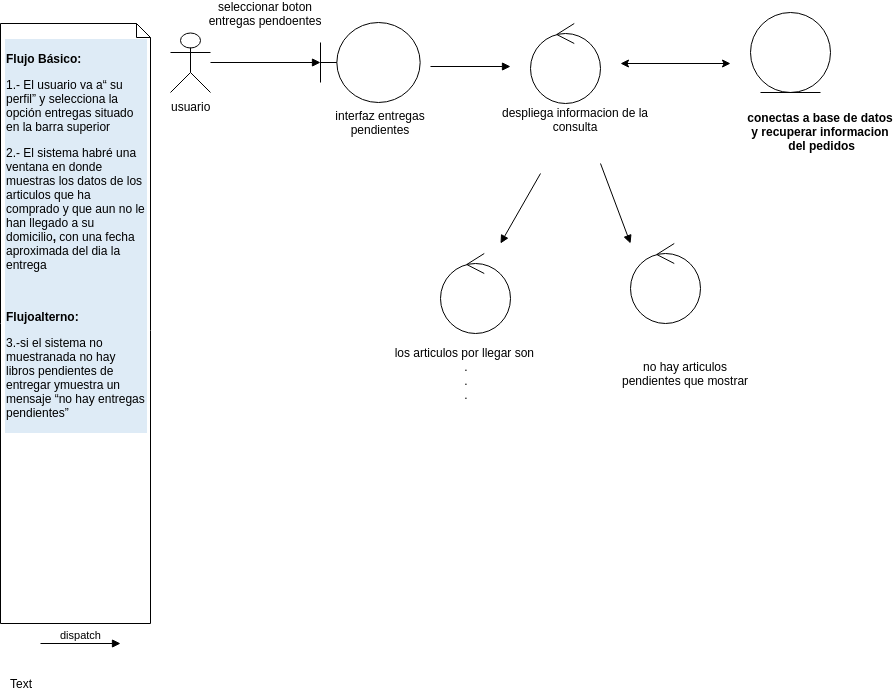 seleccionar boton
entregas pendoentes
Flujo Básico:
1.- El usuario va a“ su
perfil” y selecciona la
opción entregas situado
en la barra superior
2.- El sistema habré una
ventana en donde
muestras los datos de los
articulos que ha
comprado y que aun no le
han llegado a su
domicilio, con una fecha
aproximada del dia la
entrega
Flujoalterno:
3.-si el sistema no
muestranada no hay
libros pendientes de
entregar ymuestra un
mensaje “no hay entregas
pendientes”
usuario
interfaz entregas
pendientes
despliega informacion de la
consulta
conectas a base de datos
y recuperar informacion
del pedidos
los articulos por llegar son
.
.
.
no hay articulos
pendientes que mostrar
dispatch
Text